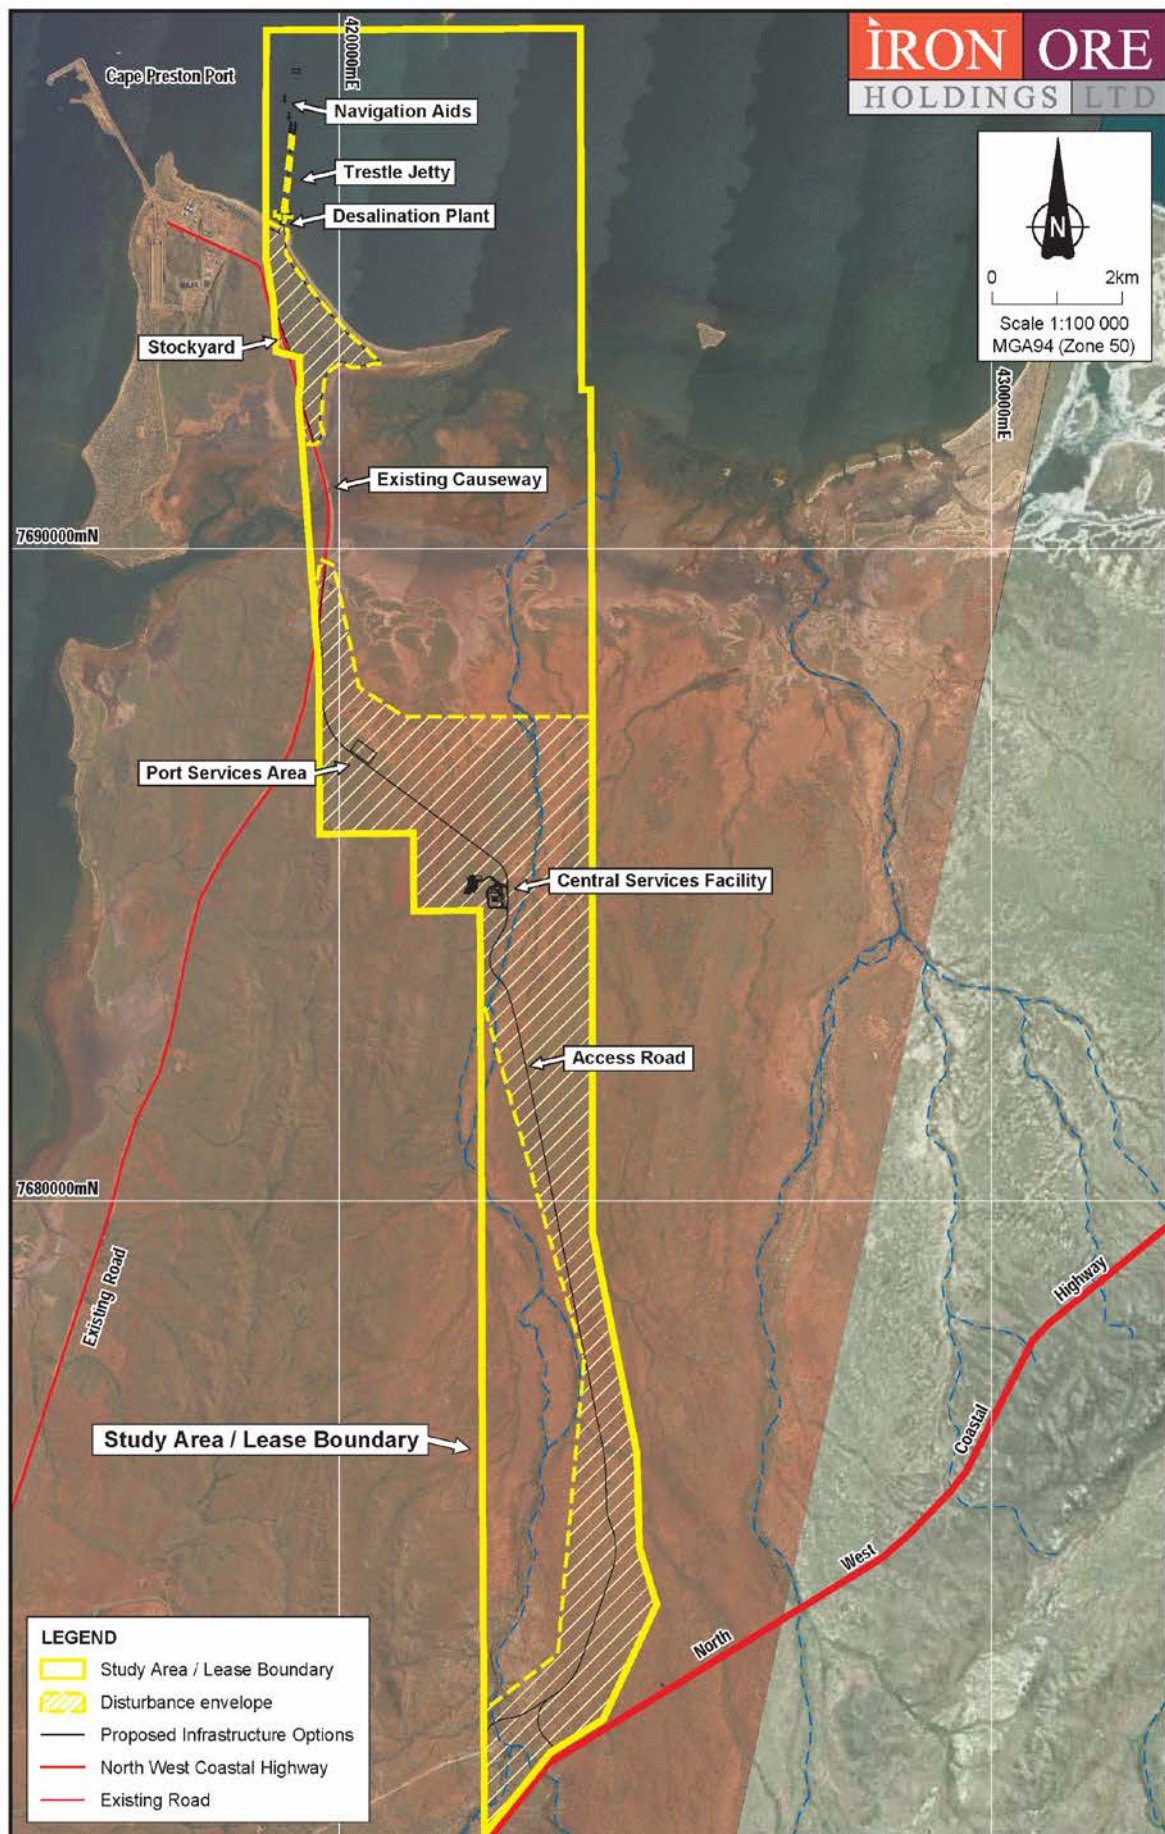 IRON ORE
HOLDINGS LTD
Cape Preston Port
420000mE
Navigation Aids
Trestle Jetty
Desalination Plant
N
0 2km
Scale 1:100 000
MGA94 (Zone 50)
Stockyard
430000mE
Existing Causeway
7690000mN
Port Services Area
Central Services Facility
Access Road
7680000mN
Existing Road
Highway
Coastal
Study Area / Lease Boundary
West
North
LEGEND
Study Area / Lease Boundary
Disturbance envelope
Proposed Infrastructure Options
North West Coastal Highway
Existing Road